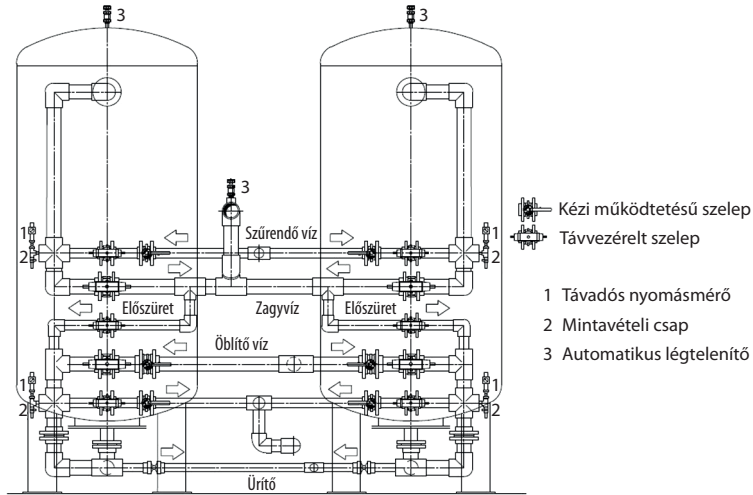 3
3
3
Kézi működtetésű szelep
Távvezérelt szelep
1
Szűrendő víz
1
2
2
Előszüret
Zagyvíz
Előszüret
1 Távadós nyomásmérő
2 Mintavételi csap
3 Automatikus légtelenítő
Öblítő víz
1
1
2
2
Ürítő